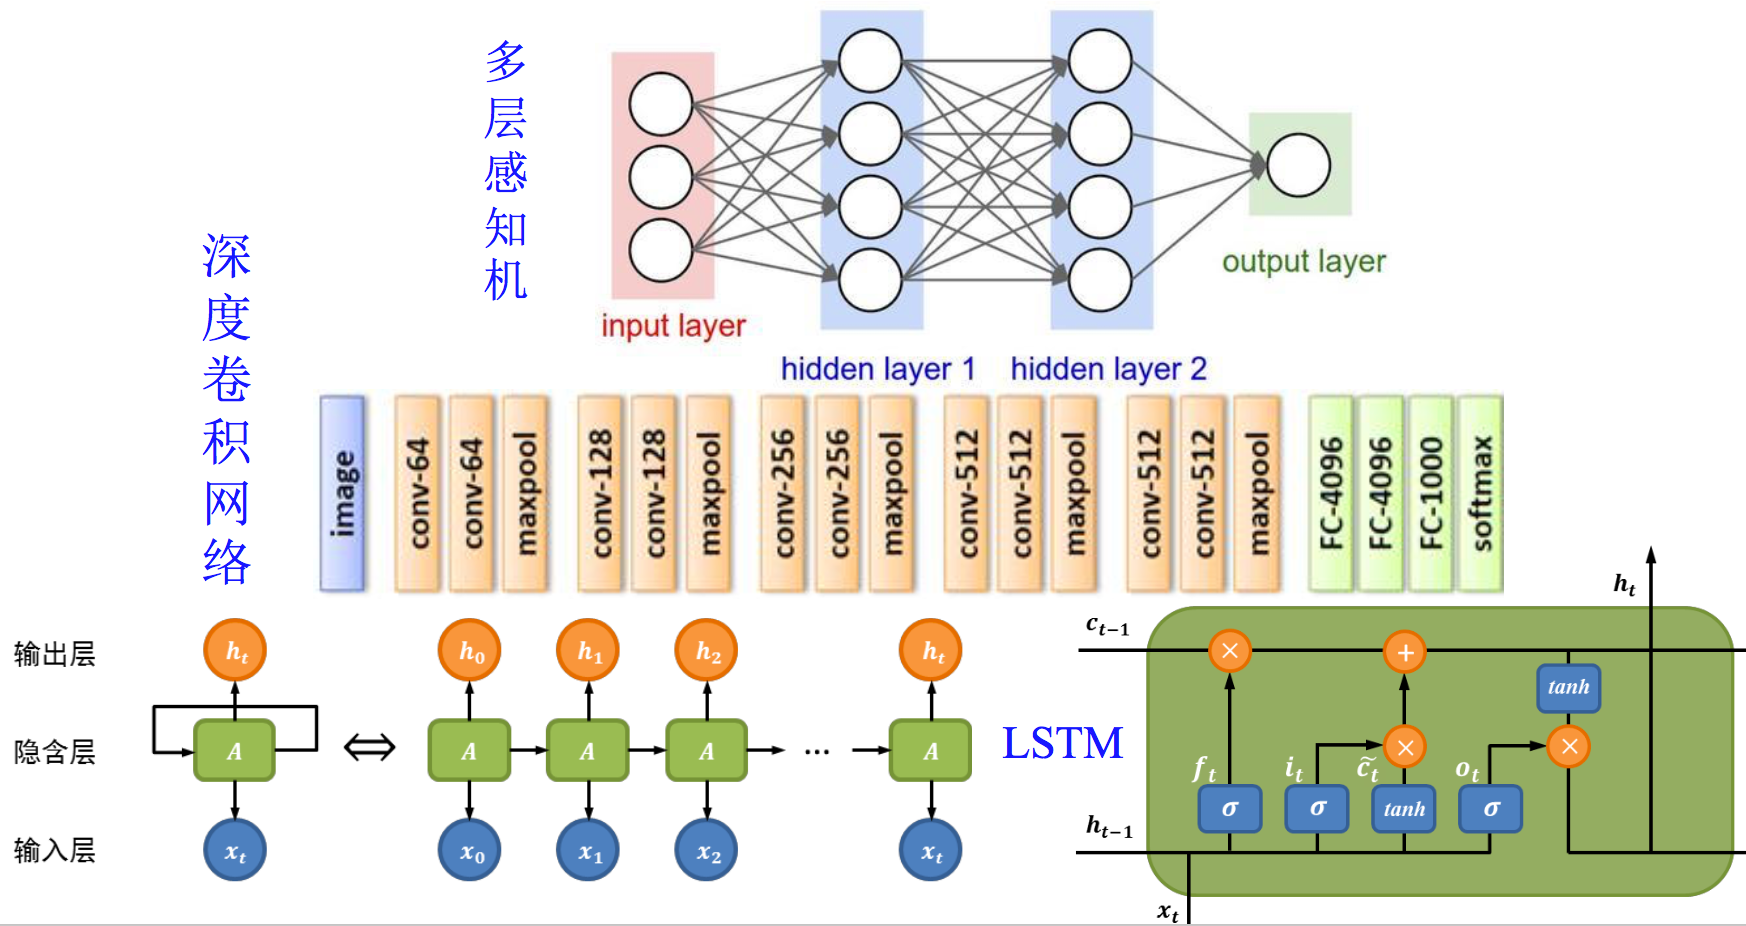 多层感知机
input layer
hidden layer 1
hidden layer 2
output layer
深度卷积网络
image
conv-64
conv-64
maxpool
conv-128
conv-128
maxpool
conv-256
conv-256
maxpool
conv-512
conv-512
maxpool
conv-512
conv-512
maxpool
FC-4096
FC-4096
FC-1000
softmax
输出层
h_t
h_0
h_1
h_2
h_t
隐含层
A
A
A
A
...
A
输入层
x_t
x_0
x_1
x_2
x_t
LSTM
h_t
c_{t-1}
×
+
tanh
×
×
f_t
i_t
c̃_t
o_t
σ
σ
tanh
σ
h_{t-1}
x_t